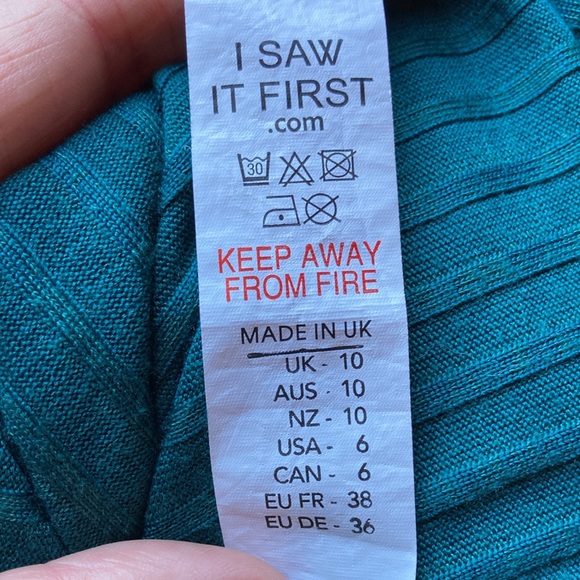 I SAW
IT FIRST
.com
30
KEEP AWAY
FROM FIRE
MADE IN UK
UK - 10
AUS - 10
NZ - 10
USA - 6
CAN - 6
EU FR - 38
EU DE - 36